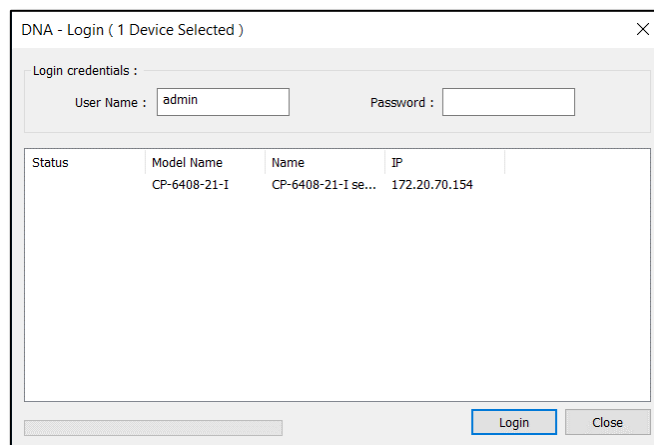 DNA - Login ( 1 Device Selected )
Login credentials :
User Name : admin Password :
Status Model Name Name IP
CP-6408-21-I CP-6408-21-I se... 172.20.70.154
Login Close